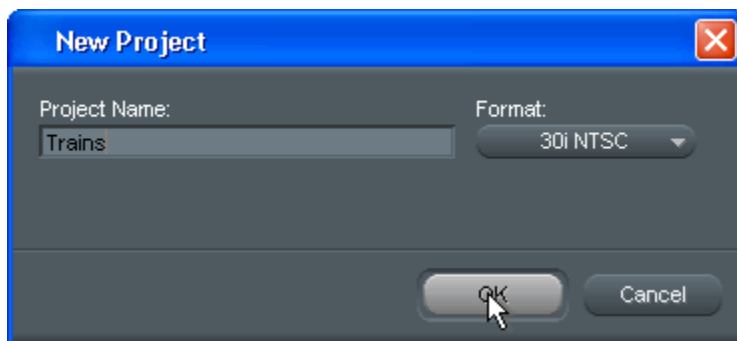 New Project
Project Name:
Format:
Trains
30i NTSC
OK
Cancel